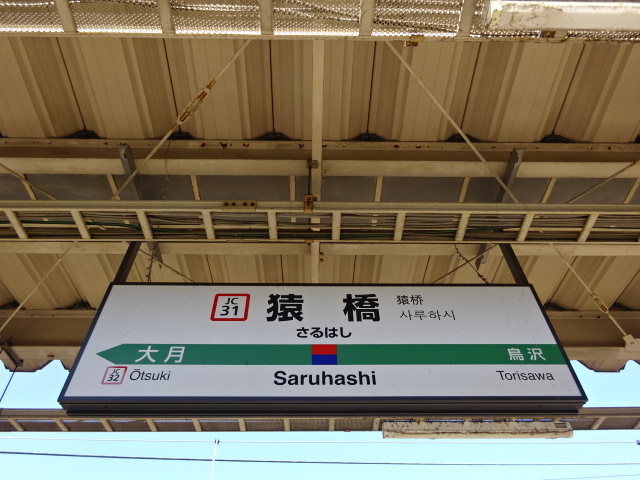 JC
31
猿橋
猿桥
사루하시
さるはし
大月
鳥沢
JC
32
Ōtsuki
Saruhashi
Torisawa